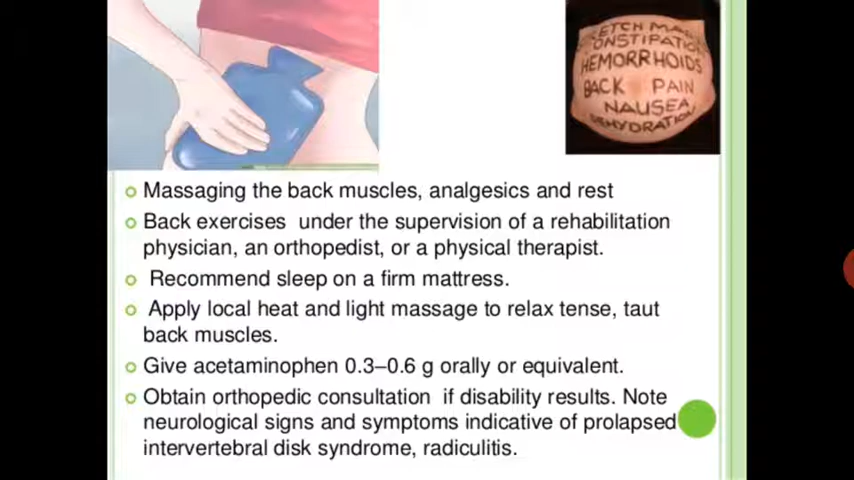 STRETCH MARKS
CONSTIPATION
HEMORRHOIDS
BACK PAIN
NAUSEA
DEHYDRATION
Massaging the back muscles, analgesics and rest
Back exercises under the supervision of a rehabilitation
physician, an orthopedist, or a physical therapist.
Recommend sleep on a firm mattress.
Apply local heat and light massage to relax tense, taut
back muscles.
Give acetaminophen 0.3–0.6 g orally or equivalent.
Obtain orthopedic consultation if disability results. Note
neurological signs and symptoms indicative of prolapsed
intervertebral disk syndrome, radiculitis.